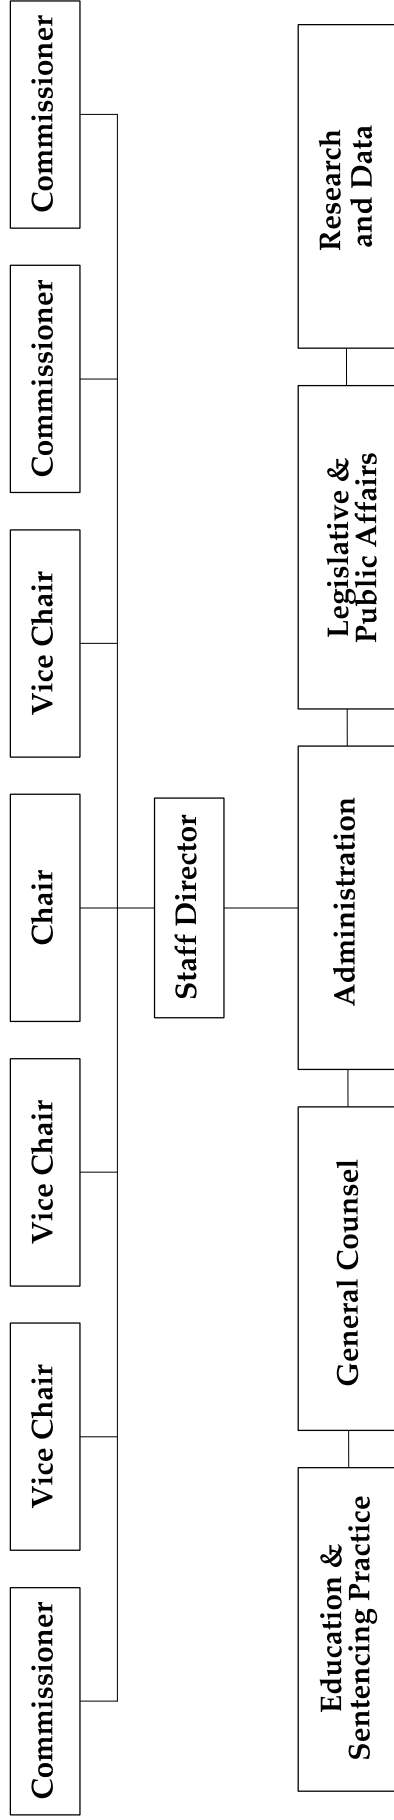 Commissioner
Vice Chair
Vice Chair
Chair
Vice Chair
Commissioner
Commissioner
Staff Director
Education &
Sentencing Practice
General Counsel
Administration
Legislative &
Public Affairs
Research
and Data